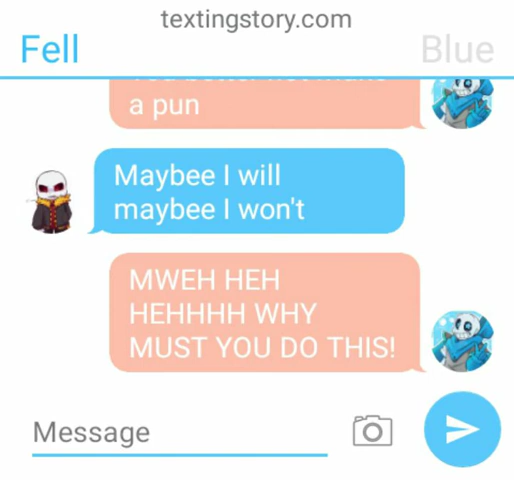 textingstory.com
Fell
Blue
a pun
Maybee I will
maybee I won't
MWEH HEH
HEHHHH WHY
MUST YOU DO THIS!
Message